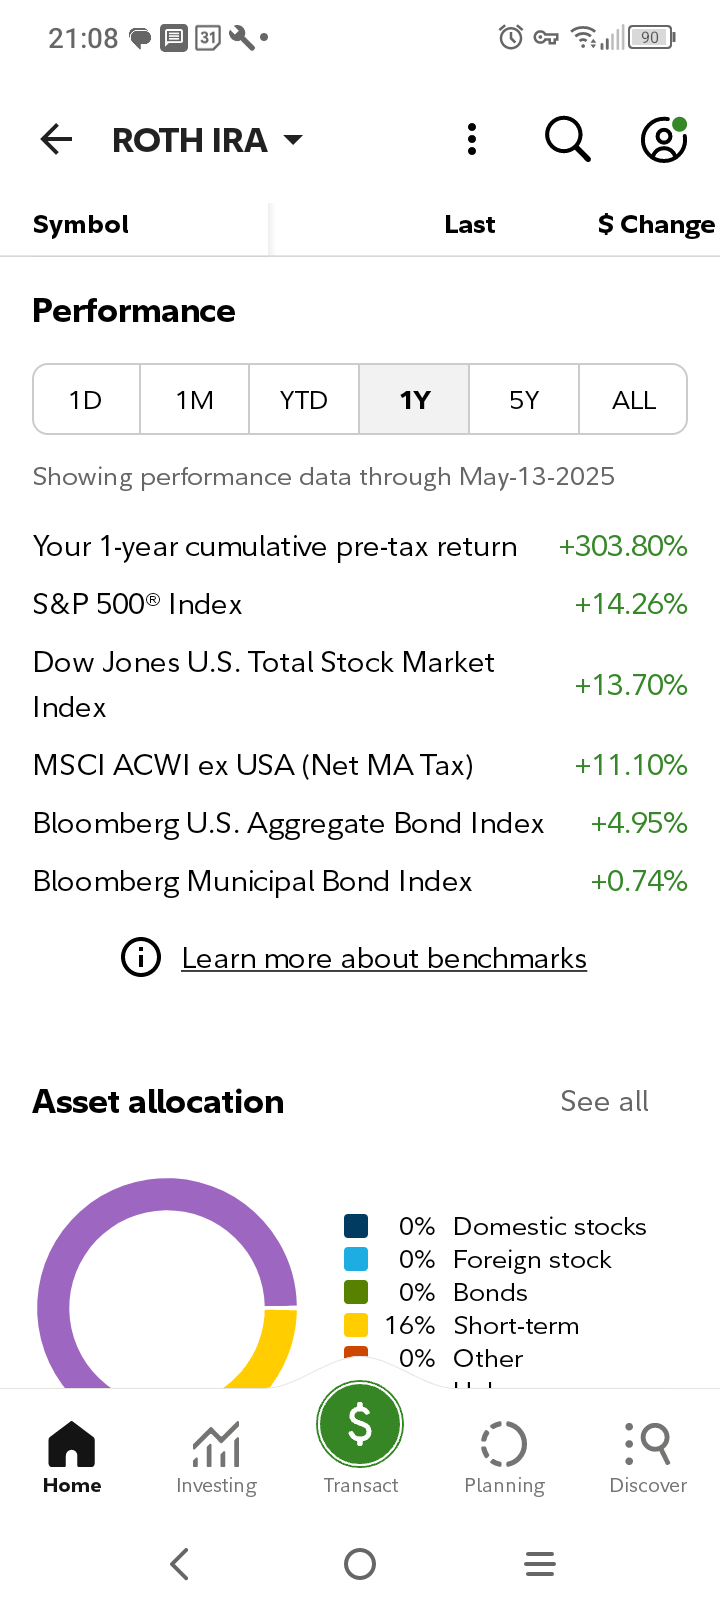 21:08 31 90
ROTH IRA
Symbol Last $ Change
Performance
1D 1M YTD 1Y 5Y ALL
Showing performance data through May-13-2025
Your 1-year cumulative pre-tax return +303.80%
S&P 500® Index +14.26%
Dow Jones U.S. Total Stock Market
Index +13.70%
MSCI ACWI ex USA (Net MA Tax) +11.10%
Bloomberg U.S. Aggregate Bond Index +4.95%
Bloomberg Municipal Bond Index +0.74%
Learn more about benchmarks
Asset allocation See all
0% Domestic stocks
0% Foreign stock
0% Bonds
16% Short-term
0% Other
$
Home Investing Transact Planning Discover